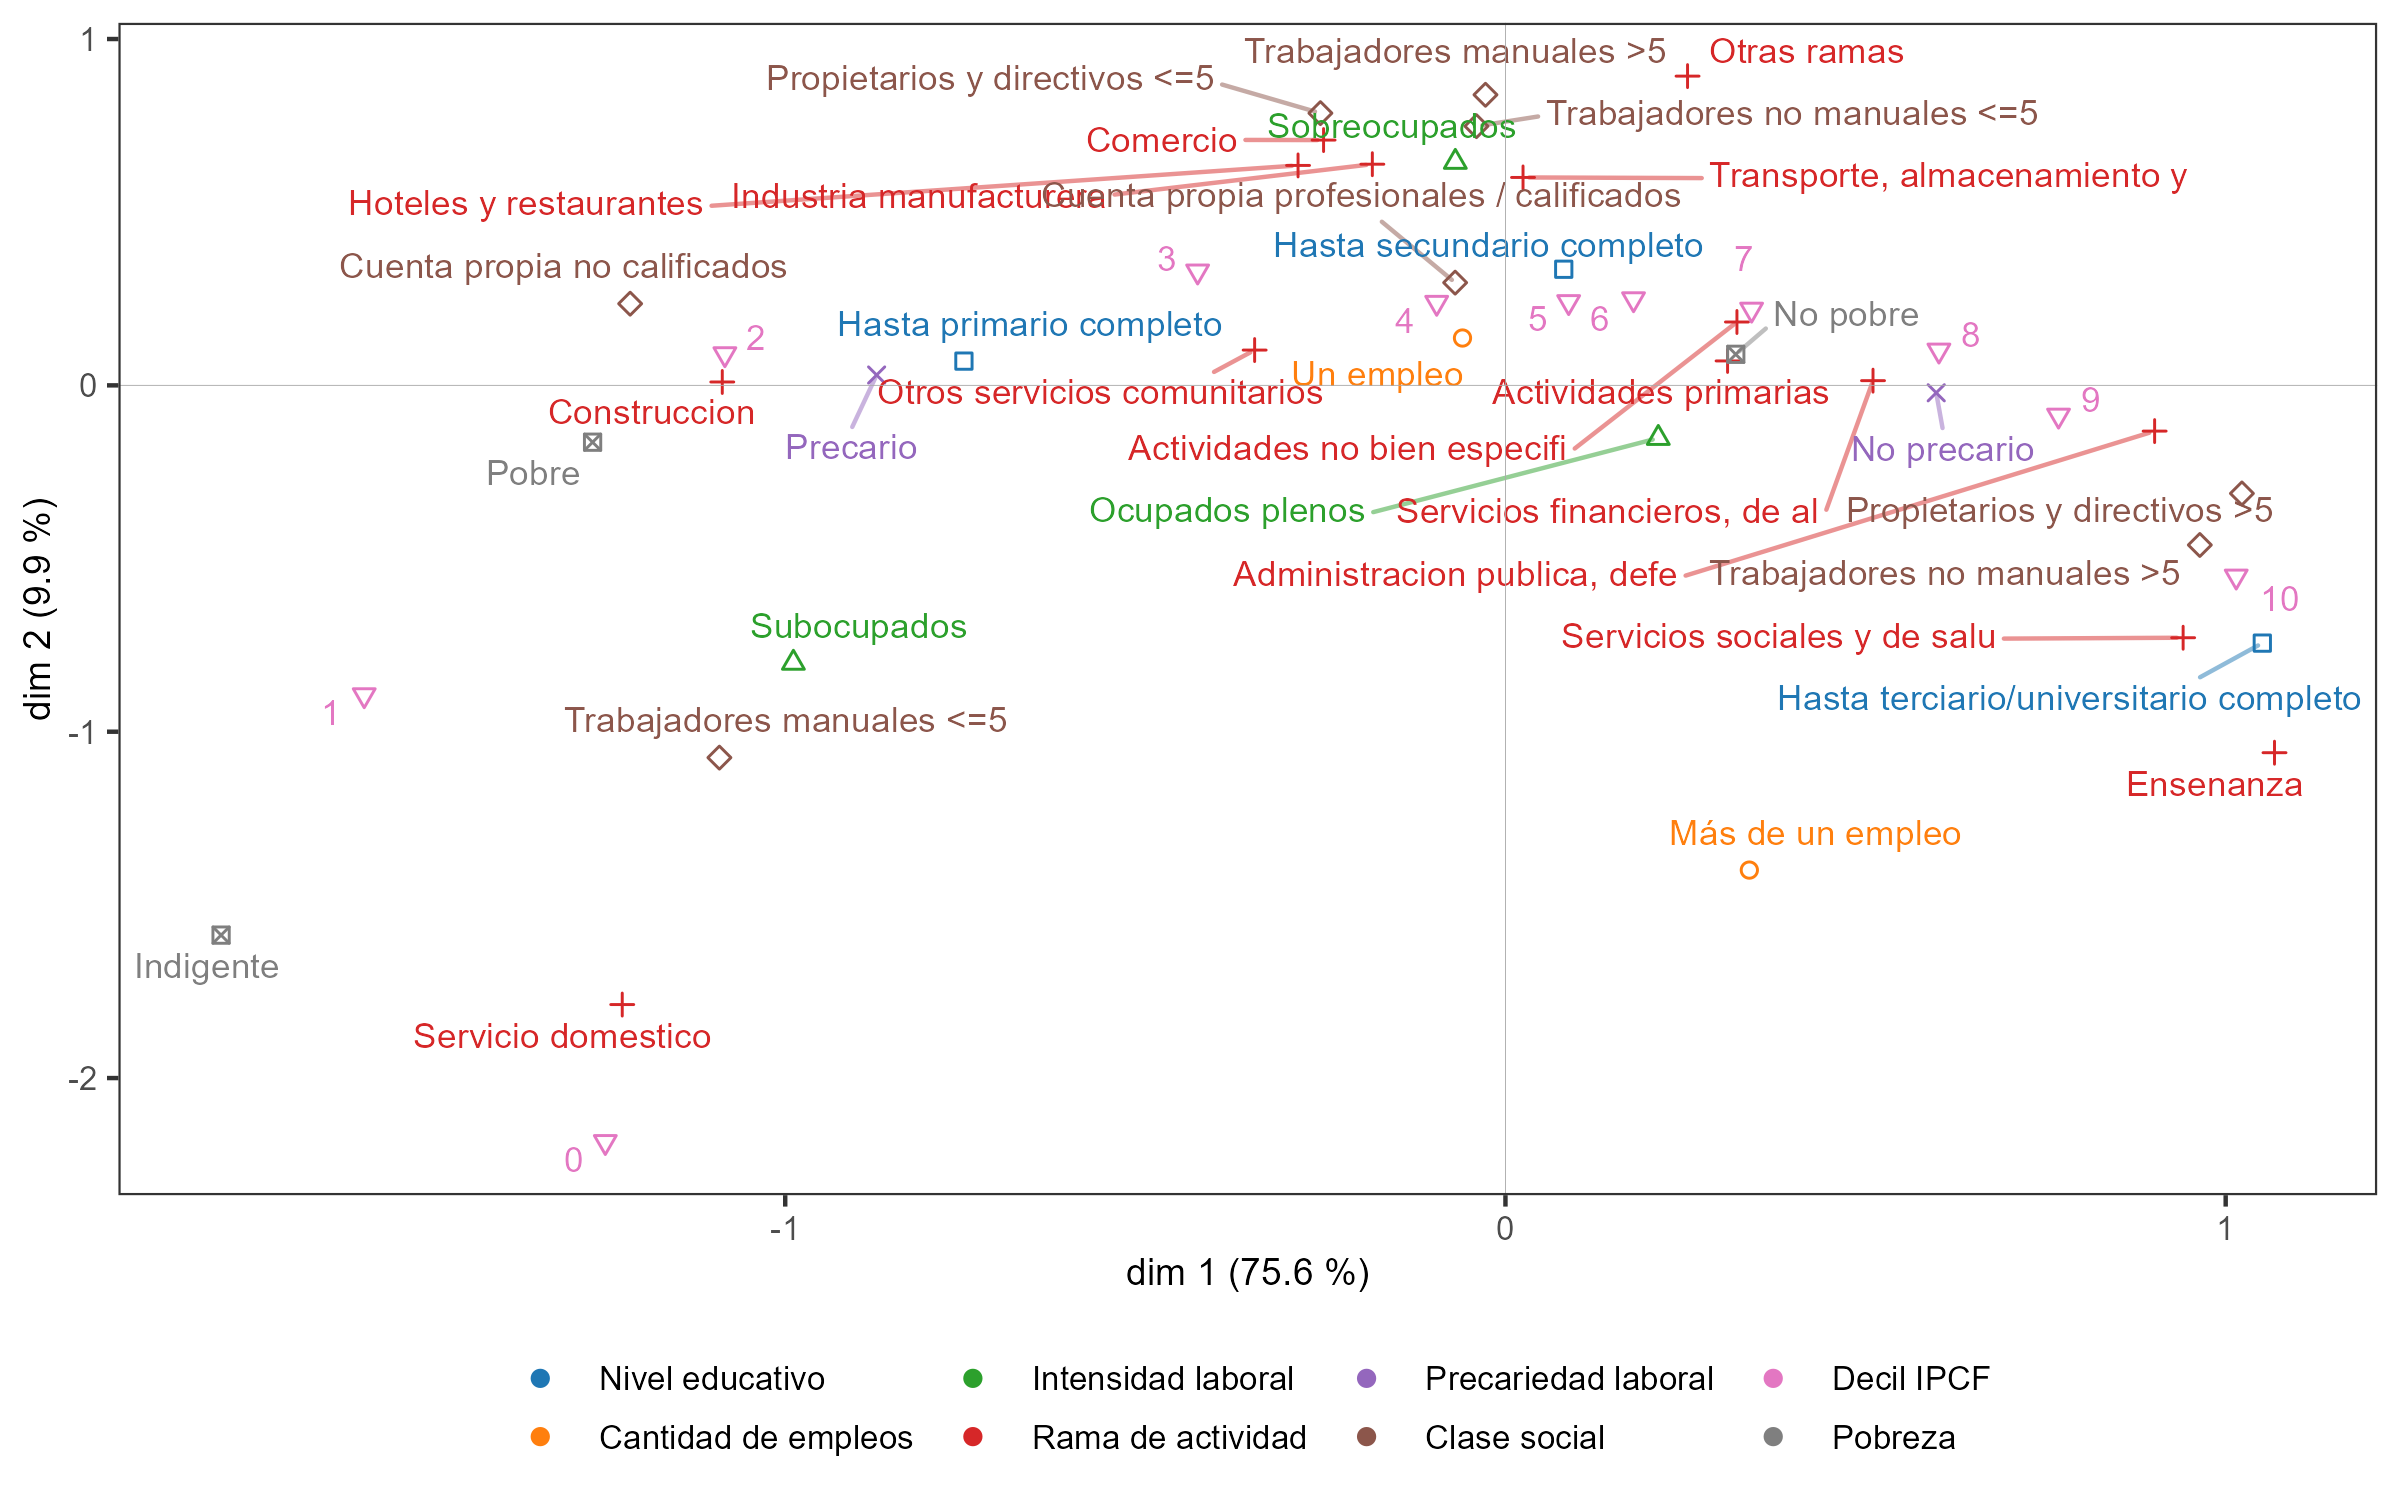 1
Trabajadores manuales >5
Otras ramas
Propietarios y directivos <=5
Trabajadores no manuales <=5
Sobreocupados
Comercio
Transporte, almacenamiento y
Hoteles y restaurantes
Industria manufacturera
Cuenta propia profesionales / calificados
Hasta secundario completo
3
7
Cuenta propia no calificados
Hasta primario completo
4
5
6
No pobre
2
8
0
Un empleo
Construccion
Otros servicios comunitarios
Actividades primarias
9
Precario
Actividades no bien especifi
No precario
Pobre
Ocupados plenos
Servicios financieros, de al
Propietarios y directivos >5
Administracion publica, defe
Trabajadores no manuales >5
10
dim 2 (9.9 %)
Subocupados
Servicios sociales y de salu
Hasta terciario/universitario completo
1
Trabajadores manuales <=5
-1
Ensenanza
Más de un empleo
Indigente
Servicio domestico
-2
0
-1
0
1
dim 1 (75.6 %)
Nivel educativo
Intensidad laboral
Precariedad laboral
Decil IPCF
Cantidad de empleos
Rama de actividad
Clase social
Pobreza